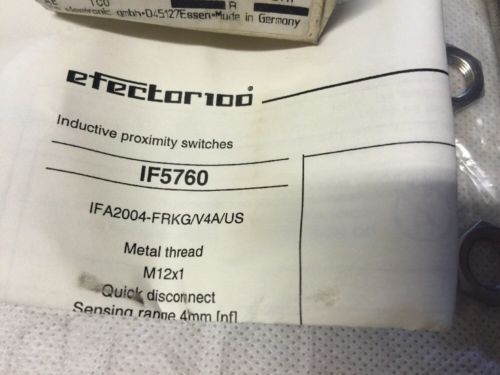 TCO A
electronic gmbh•D45127Essen•Made in Germany
efector100®
Inductive proximity switches
IF5760
IFA2004-FRKG/V4A/US
Metal thread
M12x1
Quick disconnect
Sensing range 4mm [nf]